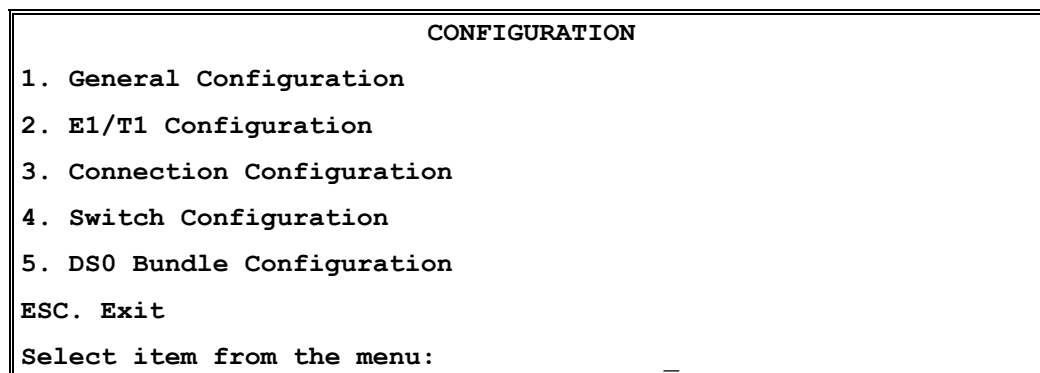 CONFIGURATION
1. General Configuration
2. E1/T1 Configuration
3. Connection Configuration
4. Switch Configuration
5. DS0 Bundle Configuration
ESC. Exit
Select item from the menu: _